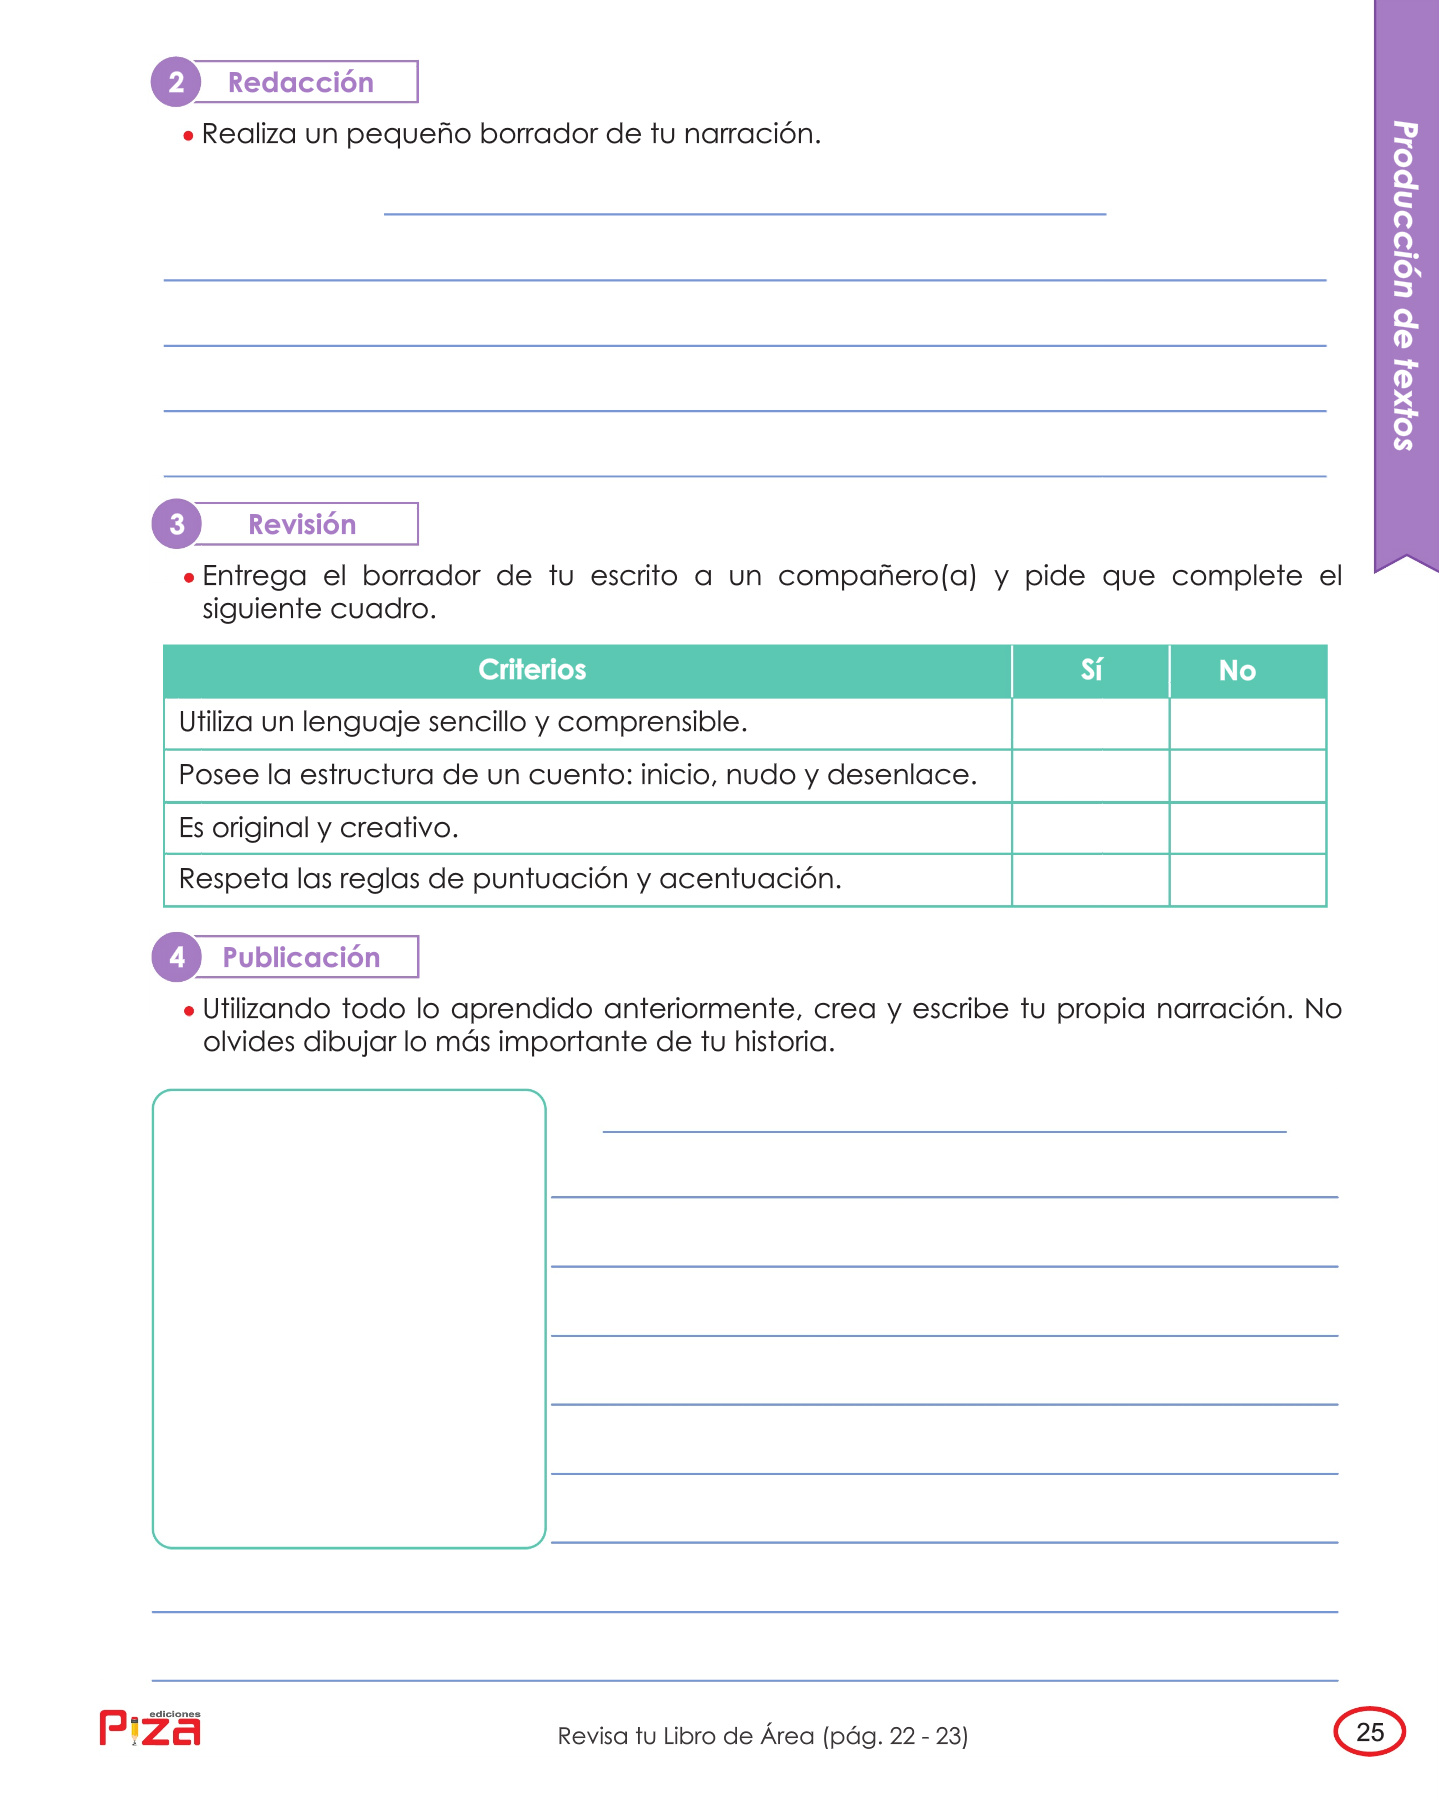 2 Redacción
• Realiza un pequeño borrador de tu narración.
3 Revisión
• Entrega el borrador de tu escrito a un compañero(a) y pide que complete el
siguiente cuadro.
Criterios Sí No
Utiliza un lenguaje sencillo y comprensible.
Posee la estructura de un cuento: inicio, nudo y desenlace.
Es original y creativo.
Respeta las reglas de puntuación y acentuación.
4 Publicación
• Utilizando todo lo aprendido anteriormente, crea y escribe tu propia narración. No
olvides dibujar lo más importante de tu historia.
Producción de textos
ediciones
Piza
Revisa tu Libro de Área (pág. 22 - 23)
25